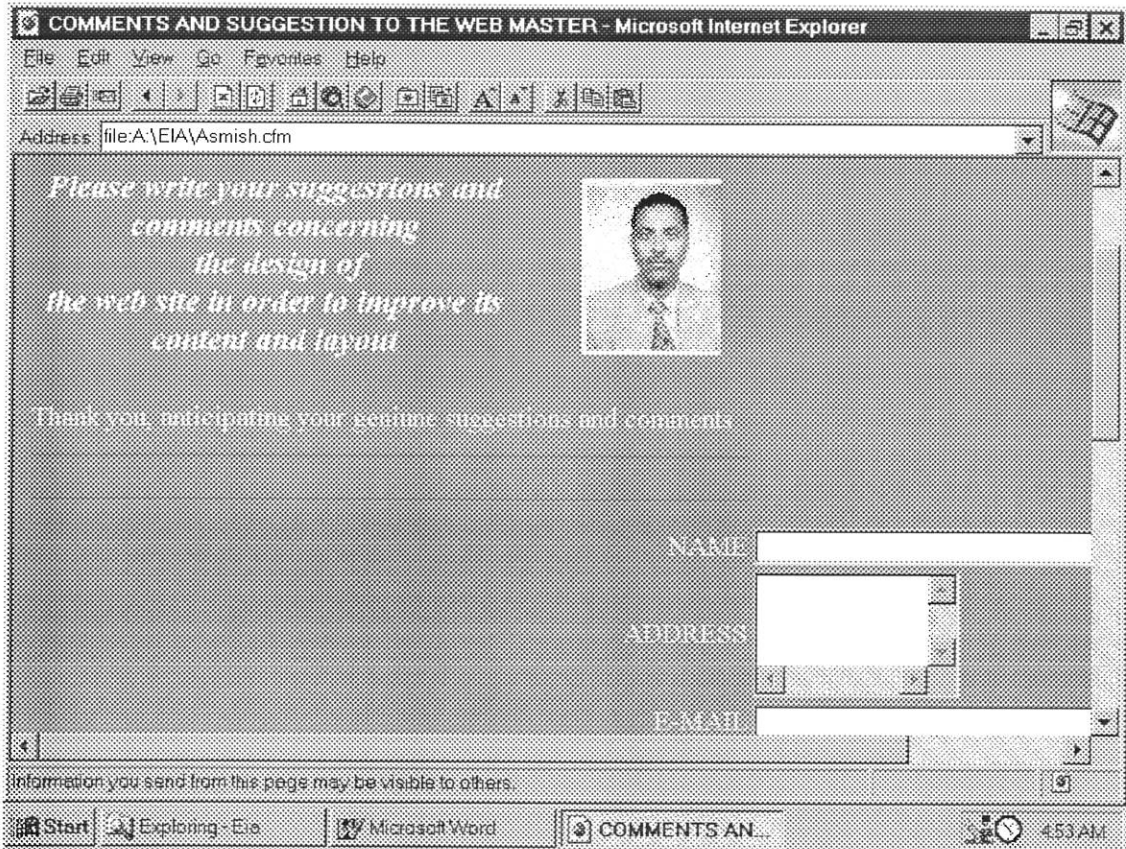 COMMENTS AND SUGGESTION TO THE WEB MASTER - Microsoft Internet Explorer
File Edit View Go Favorites Help
Address file:A:\EIA\Asmish.cfm
Please write your suggestions and
comments concerning
the design of
the web site in order to improve its
content and layout
Thank you, anticipating your genuine suggestions and comments
NAME
ADDRESS
E-MAIL
Information you send from this page may be visible to others.
Start Exploring - Eia Microsoft Word COMMENTS AN... 4:53 AM